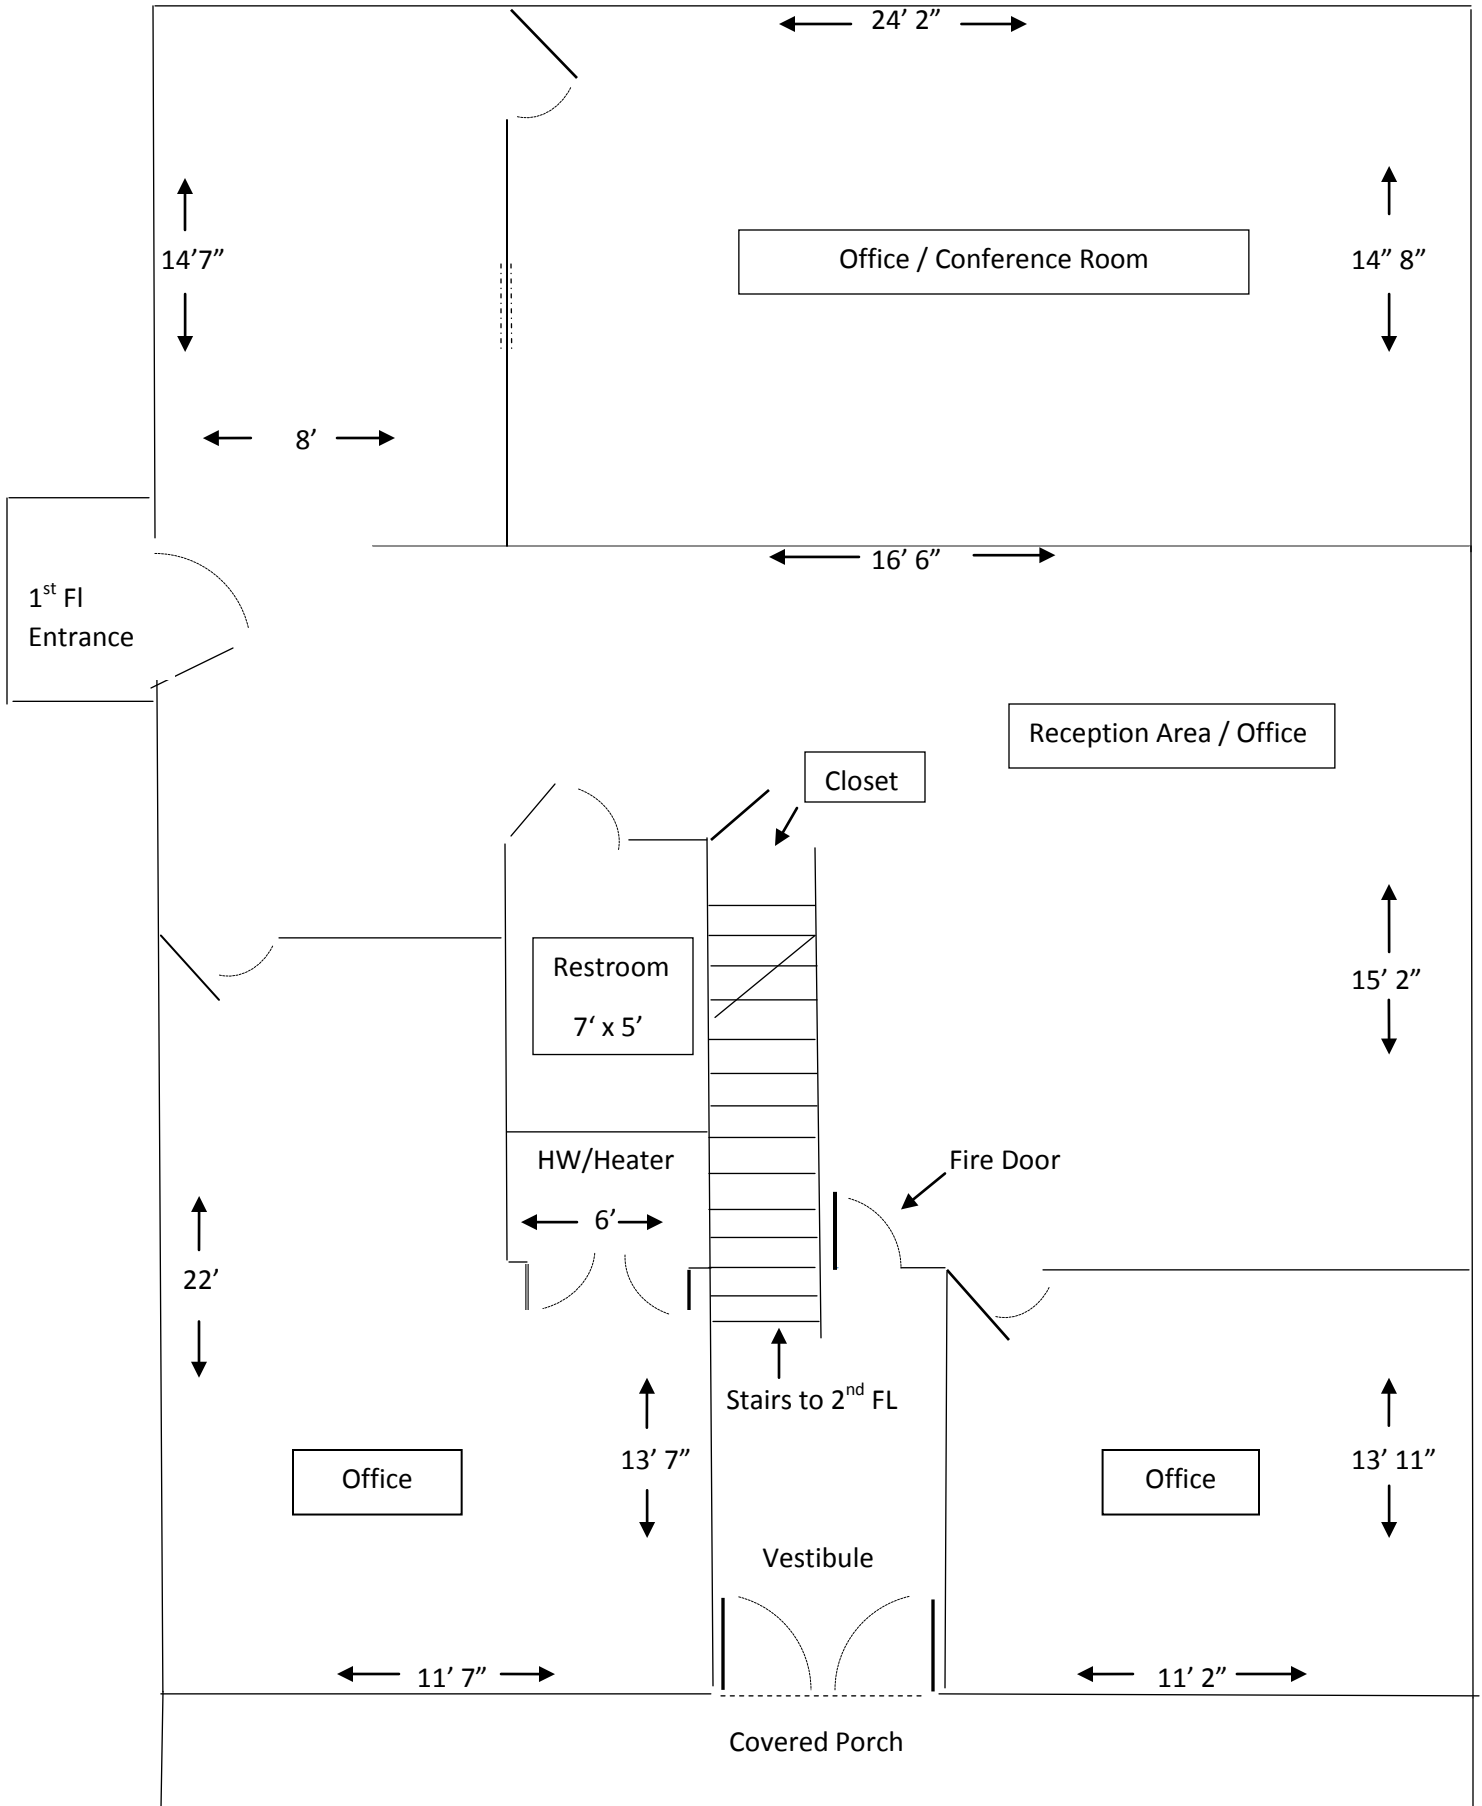 24’ 2”
14’7”
Office / Conference Room
14” 8”
8’
16’ 6”
1st Fl
Entrance
Reception Area / Office
Closet
Restroom
7‘ x 5’
15’ 2”
HW/Heater
Fire Door
6’
22’
Stairs to 2nd FL
13’ 7”
13’ 11”
Office
Office
Vestibule
11’ 7”
11’ 2”
Covered Porch